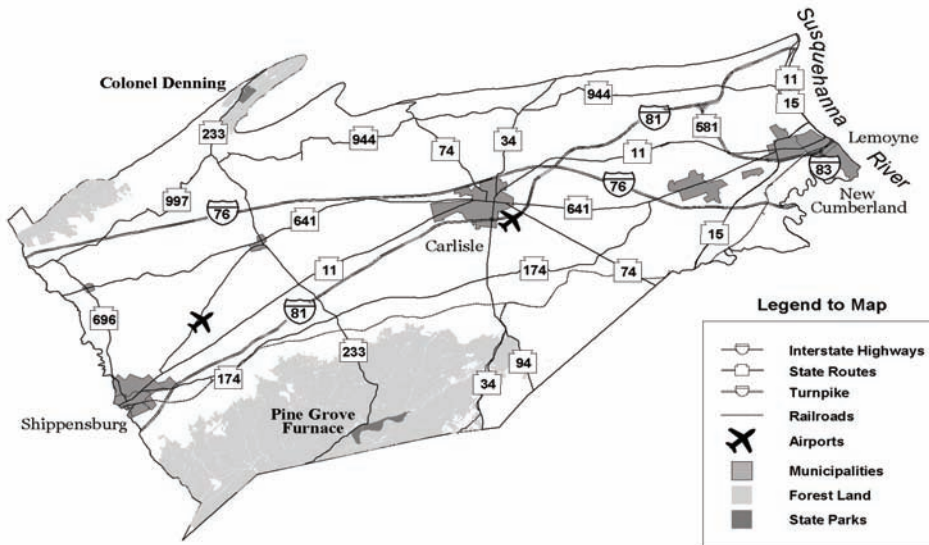 Susquehanna
River
11
15
Colonel Denning
944
81
581
233
944
74
34
11
Lemoyne
83
New
Cumberland
997
76
76
641
641
Carlisle
15
11
174
74
696
81
Legend to Map
233
94
Interstate Highways
State Routes
Turnpike
Railroads
Airports
Municipalities
Forest Land
State Parks
174
34
Shippensburg
Pine Grove
Furnace